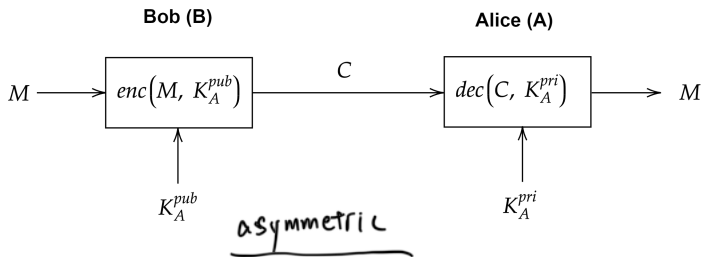 Bob (B)
Alice (A)
M
enc(M, K_A^{pub})
C
dec(C, K_A^{pri})
M
K_A^{pub}
K_A^{pri}
asymmetric